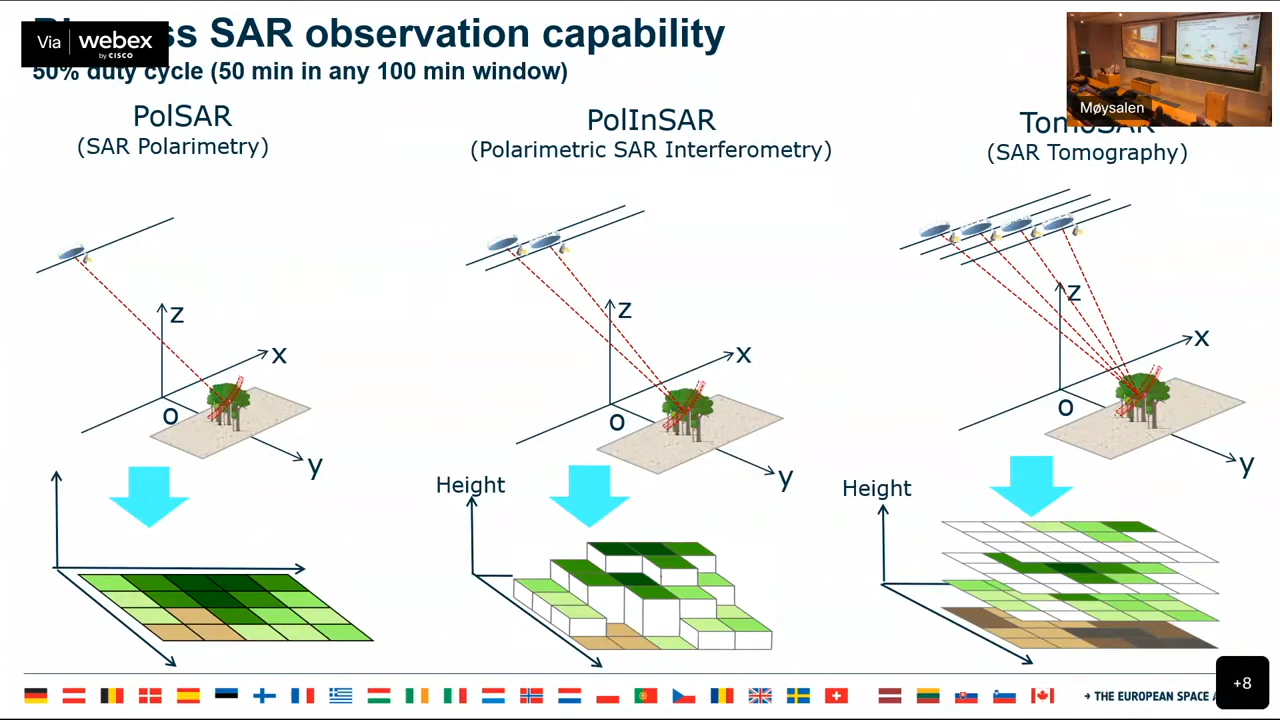 Via webex
by CISCO
SAR observation capability
50% duty cycle (50 min in any 100 min window)
Møysalen
PolSAR
(SAR Polarimetry)
PolInSAR
(Polarimetric SAR Interferometry)
TomoSAR
(SAR Tomography)
z
x
o
y
z
x
o
y
z
x
o
y
Height
Height
→ THE EUROPEAN SPACE
+8